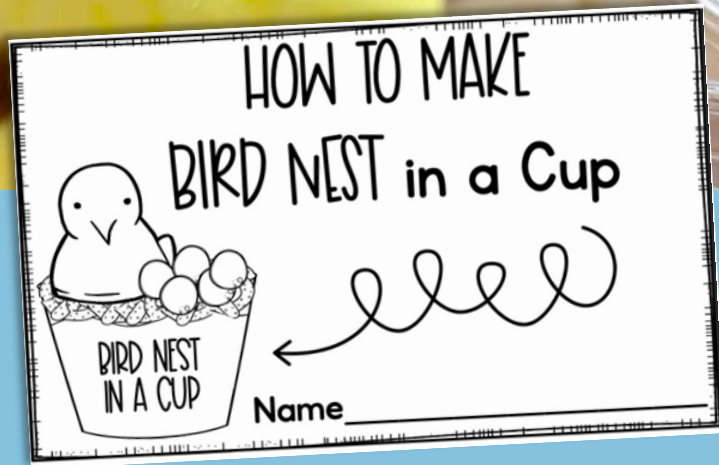 HOW TO MAKE
BIRD NEST in a Cup
BIRD NEST
IN A CUP
Name